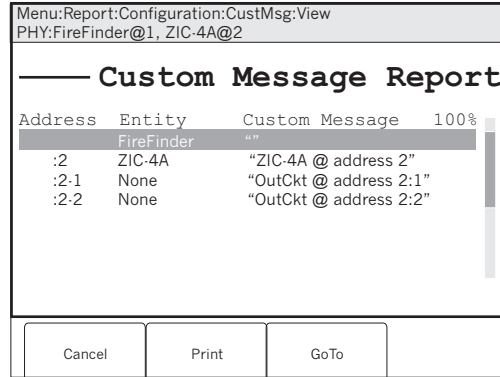 Menu:Report:Configuration:CustMsg:View
PHY:FireFinder@1, ZIC-4A@2
Custom Message Report
Address Entity Custom Message 100%
FireFinder “”
:2 ZIC-4A “ZIC-4A @ address 2”
:2-1 None “OutCkt @ address 2:1”
:2-2 None “OutCkt @ address 2:2”
Cancel Print GoTo